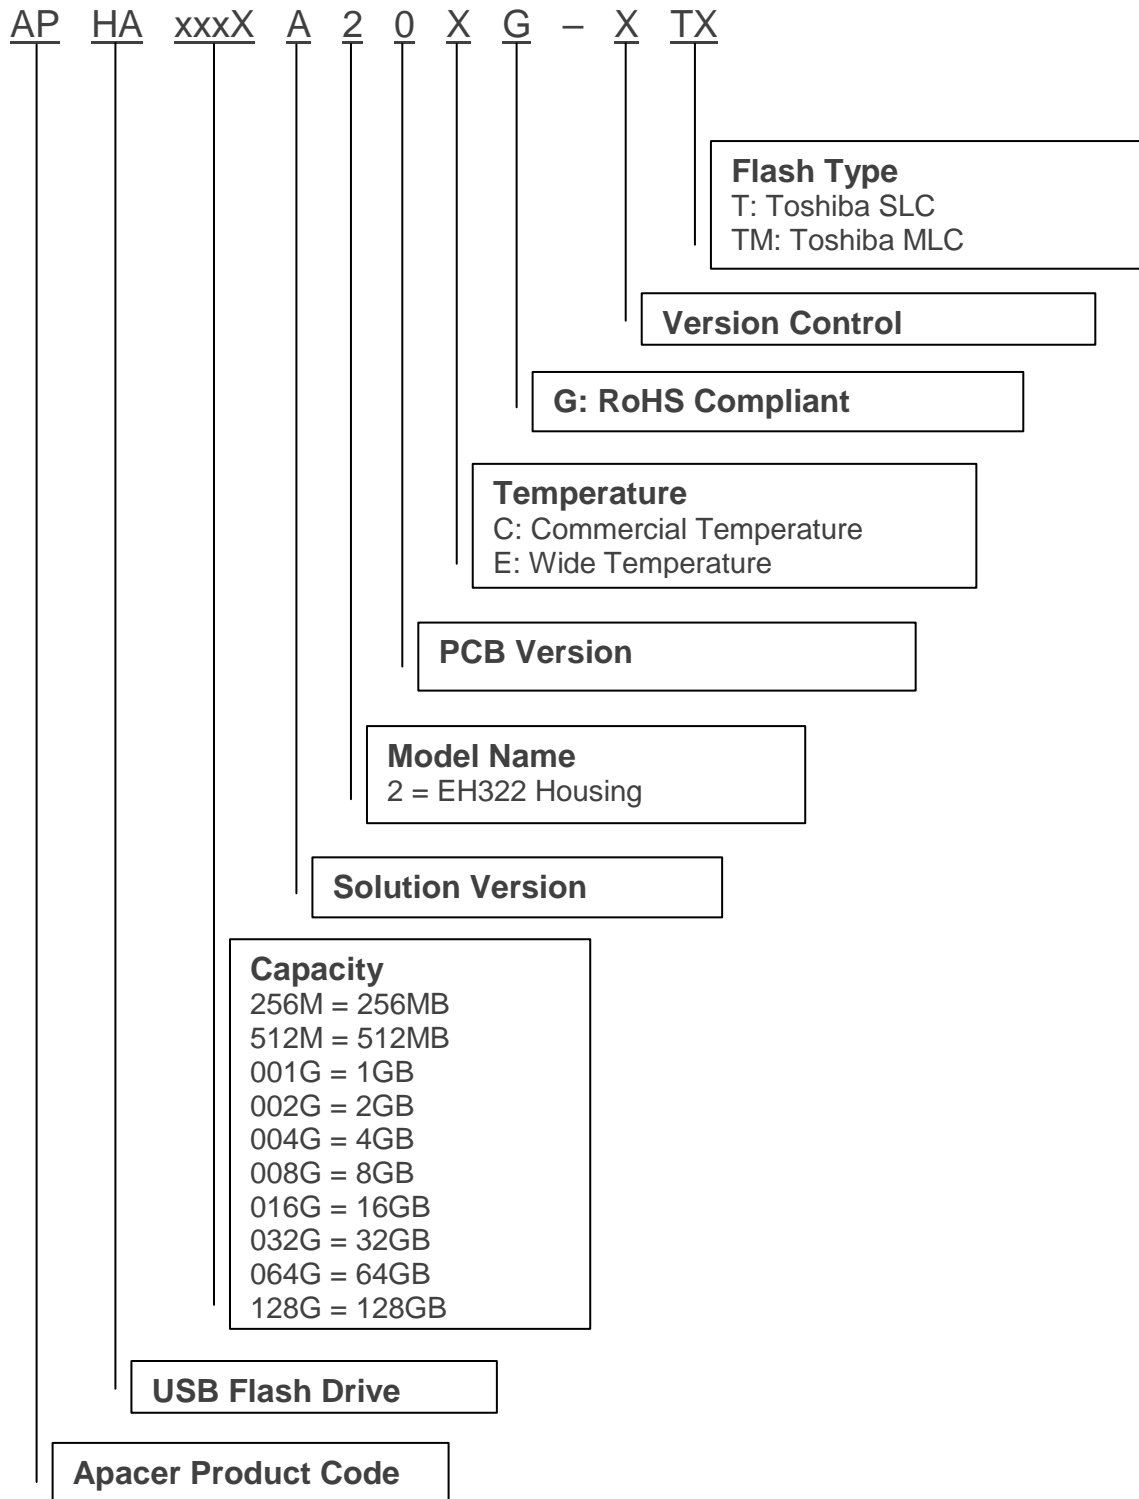 AP HA xxxX A 2 0 X G – X TX
Flash Type
T: Toshiba SLC
TM: Toshiba MLC
Version Control
G: RoHS Compliant
Temperature
C: Commercial Temperature
E: Wide Temperature
PCB Version
Model Name
2 = EH322 Housing
Solution Version
Capacity
256M = 256MB
512M = 512MB
001G = 1GB
002G = 2GB
004G = 4GB
008G = 8GB
016G = 16GB
032G = 32GB
064G = 64GB
128G = 128GB
USB Flash Drive
Apacer Product Code